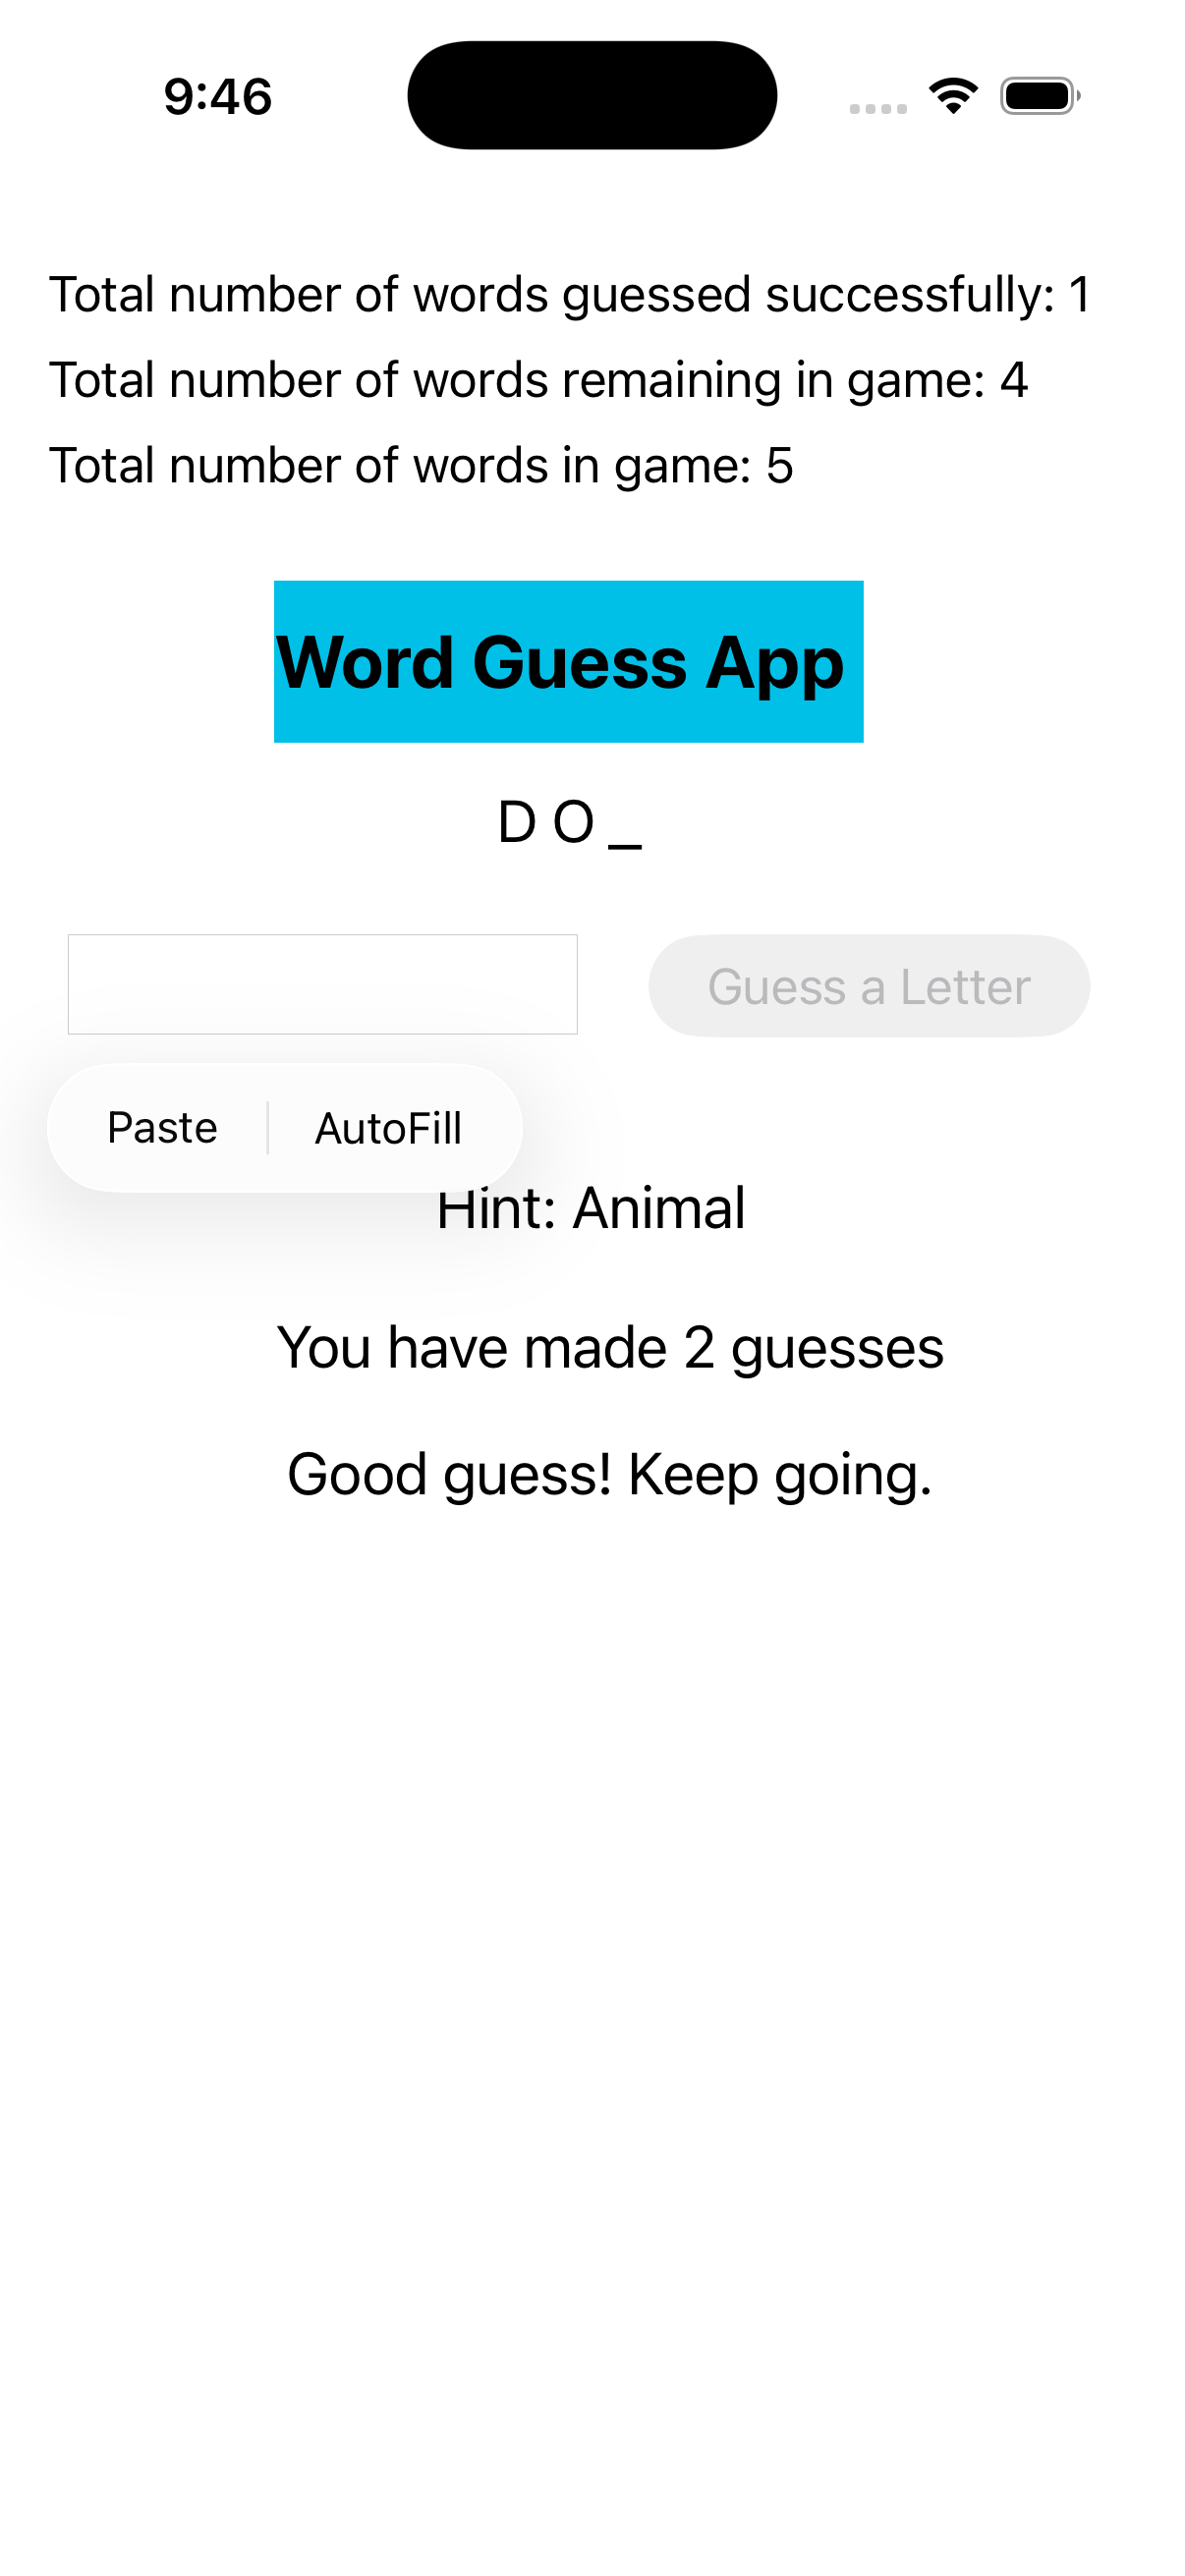 9:46
Total number of words guessed successfully: 1
Total number of words remaining in game: 4
Total number of words in game: 5
Word Guess App
D O _
Guess a Letter
Paste AutoFill
Hint: Animal
You have made 2 guesses
Good guess! Keep going.